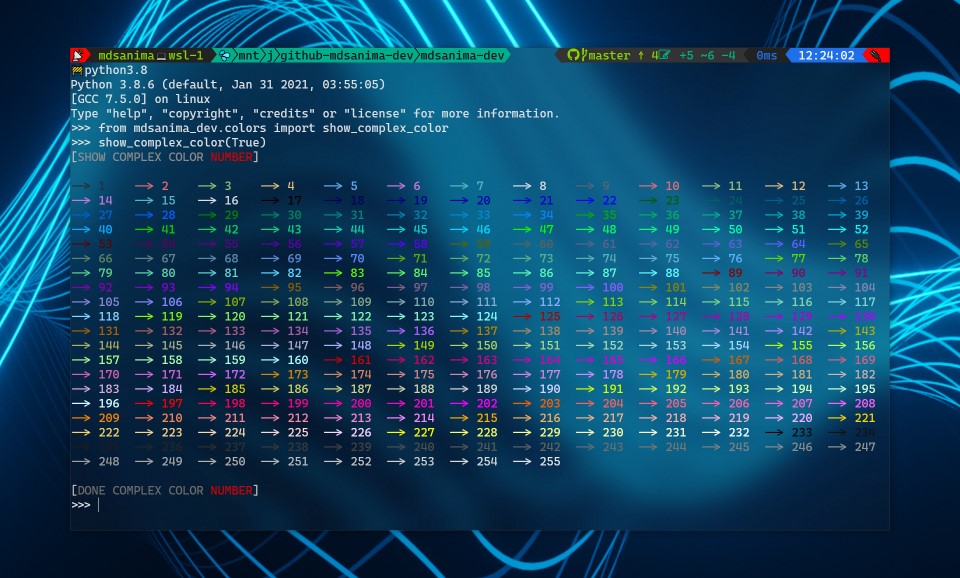 mdsanima wsl-1 mnt j github-mdsanima-dev mdsanima-dev master ↑ 4 +5 ~6 -4 0ms 12:24:02
python3.8
Python 3.8.6 (default, Jan 31 2021, 03:55:05)
[GCC 7.5.0] on linux
Type "help", "copyright", "credits" or "license" for more information.
>>> from mdsanima_dev.colors import show_complex_color
>>> show_complex_color(True)
[SHOW COMPLEX COLOR NUMBER]
⟶ 1 ⟶ 2 ⟶ 3 ⟶ 4 ⟶ 5 ⟶ 6 ⟶ 7 ⟶ 8 ⟶ 9 ⟶ 10 ⟶ 11 ⟶ 12 ⟶ 13
⟶ 14 ⟶ 15 ⟶ 16 ⟶ 17 ⟶ 18 ⟶ 19 ⟶ 20 ⟶ 21 ⟶ 22 ⟶ 23 ⟶ 24 ⟶ 25 ⟶ 26
⟶ 27 ⟶ 28 ⟶ 29 ⟶ 30 ⟶ 31 ⟶ 32 ⟶ 33 ⟶ 34 ⟶ 35 ⟶ 36 ⟶ 37 ⟶ 38 ⟶ 39
⟶ 40 ⟶ 41 ⟶ 42 ⟶ 43 ⟶ 44 ⟶ 45 ⟶ 46 ⟶ 47 ⟶ 48 ⟶ 49 ⟶ 50 ⟶ 51 ⟶ 52
⟶ 53 ⟶ 54 ⟶ 55 ⟶ 56 ⟶ 57 ⟶ 58 ⟶ 59 ⟶ 60 ⟶ 61 ⟶ 62 ⟶ 63 ⟶ 64 ⟶ 65
⟶ 66 ⟶ 67 ⟶ 68 ⟶ 69 ⟶ 70 ⟶ 71 ⟶ 72 ⟶ 73 ⟶ 74 ⟶ 75 ⟶ 76 ⟶ 77 ⟶ 78
⟶ 79 ⟶ 80 ⟶ 81 ⟶ 82 ⟶ 83 ⟶ 84 ⟶ 85 ⟶ 86 ⟶ 87 ⟶ 88 ⟶ 89 ⟶ 90 ⟶ 91
⟶ 92 ⟶ 93 ⟶ 94 ⟶ 95 ⟶ 96 ⟶ 97 ⟶ 98 ⟶ 99 ⟶ 100 ⟶ 101 ⟶ 102 ⟶ 103 ⟶ 104
⟶ 105 ⟶ 106 ⟶ 107 ⟶ 108 ⟶ 109 ⟶ 110 ⟶ 111 ⟶ 112 ⟶ 113 ⟶ 114 ⟶ 115 ⟶ 116 ⟶ 117
⟶ 118 ⟶ 119 ⟶ 120 ⟶ 121 ⟶ 122 ⟶ 123 ⟶ 124 ⟶ 125 ⟶ 126 ⟶ 127 ⟶ 128 ⟶ 129 ⟶ 130
⟶ 131 ⟶ 132 ⟶ 133 ⟶ 134 ⟶ 135 ⟶ 136 ⟶ 137 ⟶ 138 ⟶ 139 ⟶ 140 ⟶ 141 ⟶ 142 ⟶ 143
⟶ 144 ⟶ 145 ⟶ 146 ⟶ 147 ⟶ 148 ⟶ 149 ⟶ 150 ⟶ 151 ⟶ 152 ⟶ 153 ⟶ 154 ⟶ 155 ⟶ 156
⟶ 157 ⟶ 158 ⟶ 159 ⟶ 160 ⟶ 161 ⟶ 162 ⟶ 163 ⟶ 164 ⟶ 165 ⟶ 166 ⟶ 167 ⟶ 168 ⟶ 169
⟶ 170 ⟶ 171 ⟶ 172 ⟶ 173 ⟶ 174 ⟶ 175 ⟶ 176 ⟶ 177 ⟶ 178 ⟶ 179 ⟶ 180 ⟶ 181 ⟶ 182
⟶ 183 ⟶ 184 ⟶ 185 ⟶ 186 ⟶ 187 ⟶ 188 ⟶ 189 ⟶ 190 ⟶ 191 ⟶ 192 ⟶ 193 ⟶ 194 ⟶ 195
⟶ 196 ⟶ 197 ⟶ 198 ⟶ 199 ⟶ 200 ⟶ 201 ⟶ 202 ⟶ 203 ⟶ 204 ⟶ 205 ⟶ 206 ⟶ 207 ⟶ 208
⟶ 209 ⟶ 210 ⟶ 211 ⟶ 212 ⟶ 213 ⟶ 214 ⟶ 215 ⟶ 216 ⟶ 217 ⟶ 218 ⟶ 219 ⟶ 220 ⟶ 221
⟶ 222 ⟶ 223 ⟶ 224 ⟶ 225 ⟶ 226 ⟶ 227 ⟶ 228 ⟶ 229 ⟶ 230 ⟶ 231 ⟶ 232 ⟶ 233 ⟶ 234
⟶ 236 ⟶ 237 ⟶ 238 ⟶ 239 ⟶ 240 ⟶ 241 ⟶ 242 ⟶ 243 ⟶ 244 ⟶ 245 ⟶ 246 ⟶ 247
⟶ 248 ⟶ 249 ⟶ 250 ⟶ 251 ⟶ 252 ⟶ 253 ⟶ 254 ⟶ 255
[DONE COMPLEX COLOR NUMBER]
>>>